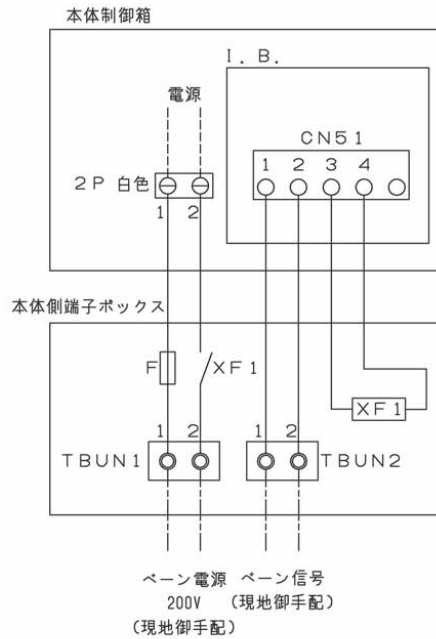 本体制御箱
I．B．
電源
CN51
1 2 3 4
2P 白色
1 2
本体側端子ボックス
F
XF1
XF1
1 2
1 2
TBUN1
TBUN2
ベーン電源
200V
(現地御手配)
ベーン信号
(現地御手配)